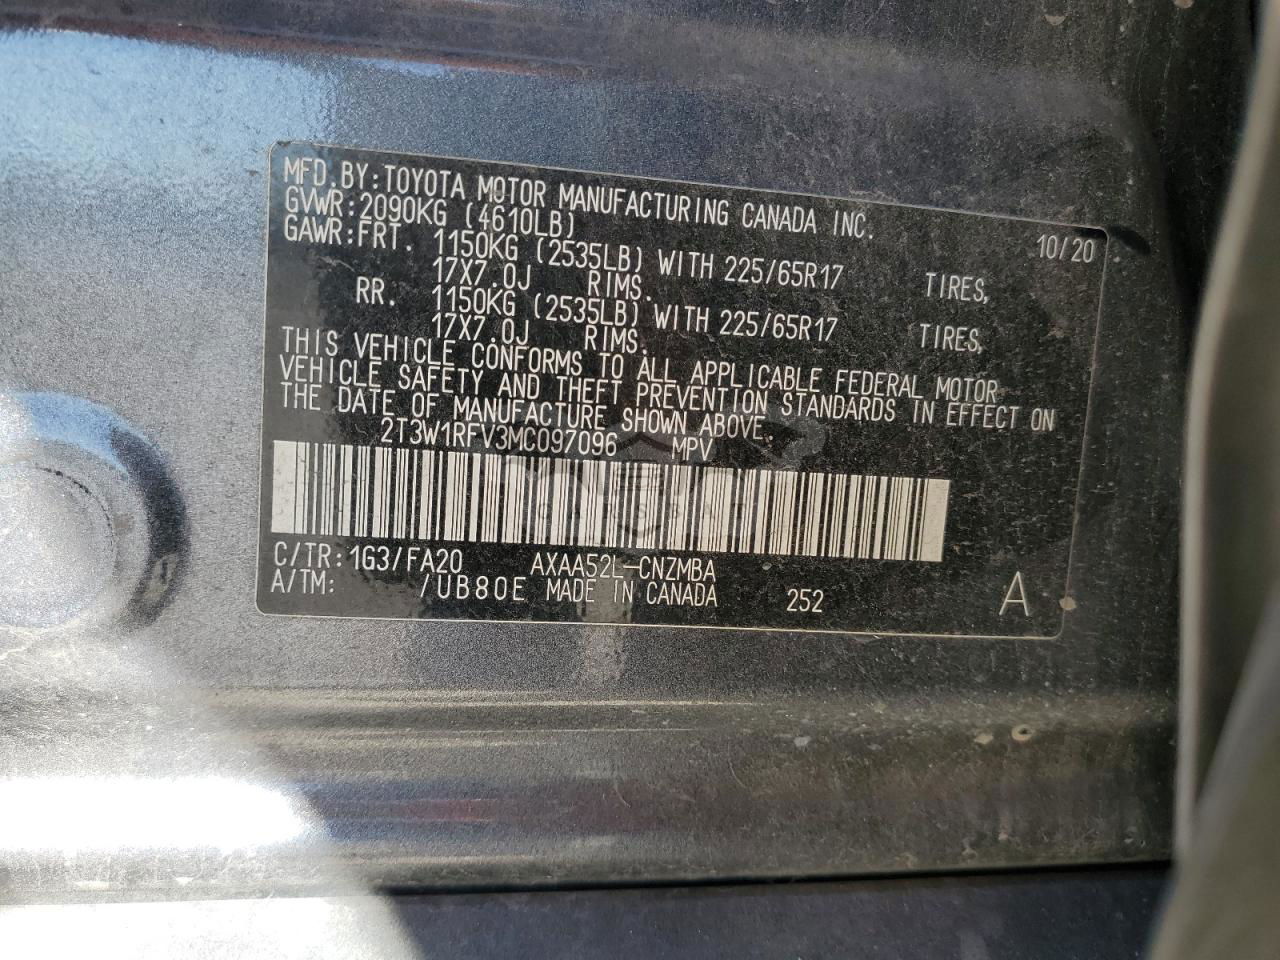 MFD.BY:TOYOTA MOTOR MANUFACTURING CANADA INC.
GVWR:2090KG (4610LB) 10/20
GAWR:FRT. 1150KG (2535LB) WITH 225/65R17 TIRES,
17X7.0J RIMS.
RR. 1150KG (2535LB) WITH 225/65R17 TIRES,
17X7.0J RIMS.
THIS VEHICLE CONFORMS TO ALL APPLICABLE FEDERAL MOTOR
VEHICLE SAFETY AND THEFT PREVENTION STANDARDS IN EFFECT ON
THE DATE OF MANUFACTURE SHOWN ABOVE.
2T3W1RFV3MC097096 MPV
C/TR:1G3/FA20 AXAA52L-CNZMBA
A/TM: /UB80E MADE IN CANADA 252 A